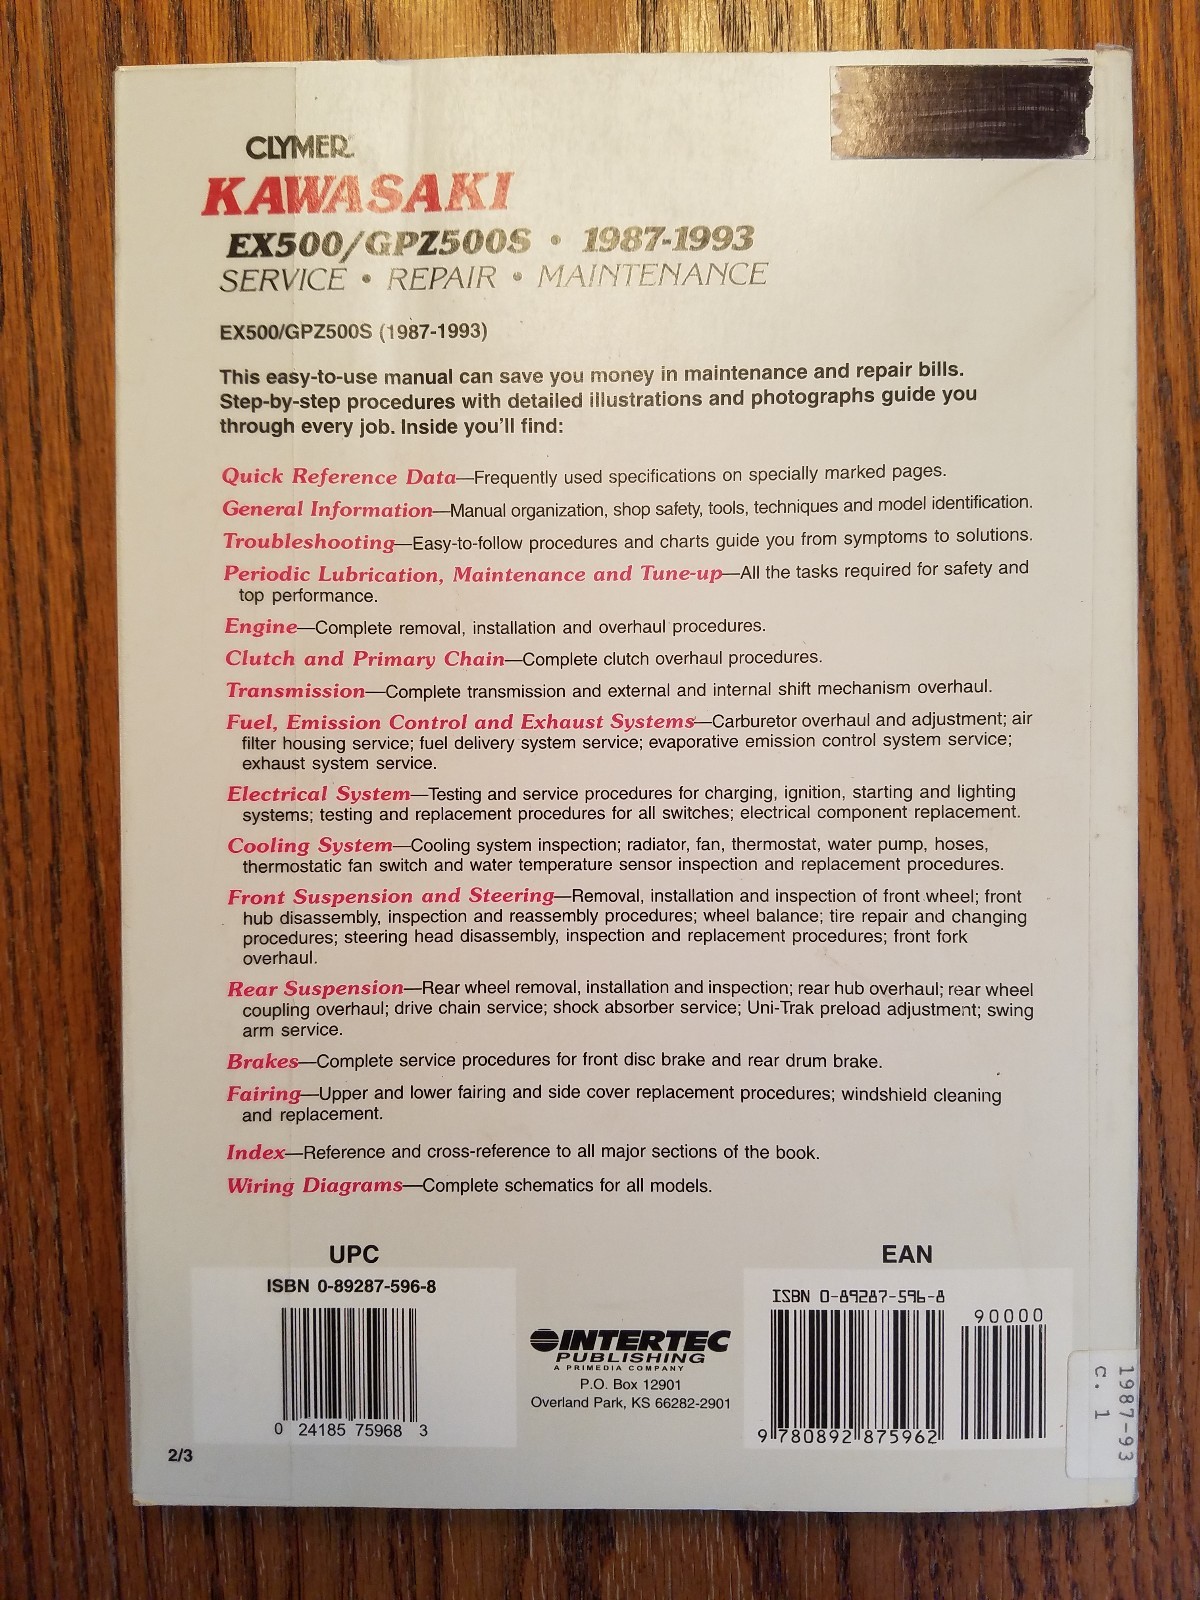 CLYMER
KAWASAKI
EX500/GPZ500S • 1987-1993
SERVICE • REPAIR • MAINTENANCE
EX500/GPZ500S (1987-1993)
This easy-to-use manual can save you money in maintenance and repair bills.
Step-by-step procedures with detailed illustrations and photographs guide you
through every job. Inside you'll find:
Quick Reference Data—Frequently used specifications on specially marked pages.
General Information—Manual organization, shop safety, tools, techniques and model identification.
Troubleshooting—Easy-to-follow procedures and charts guide you from symptoms to solutions.
Periodic Lubrication, Maintenance and Tune-up—All the tasks required for safety and
top performance.
Engine—Complete removal, installation and overhaul procedures.
Clutch and Primary Chain—Complete clutch overhaul procedures.
Transmission—Complete transmission and external and internal shift mechanism overhaul.
Fuel, Emission Control and Exhaust Systems—Carburetor overhaul and adjustment; air
filter housing service; fuel delivery system service; evaporative emission control system service;
exhaust system service.
Electrical System—Testing and service procedures for charging, ignition, starting and lighting
systems; testing and replacement procedures for all switches; electrical component replacement.
Cooling System—Cooling system inspection; radiator, fan, thermostat, water pump, hoses,
thermostatic fan switch and water temperature sensor inspection and replacement procedures.
Front Suspension and Steering—Removal, installation and inspection of front wheel; front
hub disassembly, inspection and reassembly procedures; wheel balance; tire repair and changing
procedures; steering head disassembly, inspection and replacement procedures; front fork
overhaul.
Rear Suspension—Rear wheel removal, installation and inspection; rear hub overhaul; rear wheel
coupling overhaul; drive chain service; shock absorber service; Uni-Trak preload adjustment; swing
arm service.
Brakes—Complete service procedures for front disc brake and rear drum brake.
Fairing—Upper and lower fairing and side cover replacement procedures; windshield cleaning
and replacement.
Index—Reference and cross-reference to all major sections of the book.
Wiring Diagrams—Complete schematics for all models.
UPC
ISBN 0-89287-596-8
0 24185 75968 3
INTERTEC
PUBLISHING
A PRIMEDIA COMPANY
P.O. Box 12901
Overland Park, KS 66282-2901
EAN
ISBN 0-89287-596-8
90000
9 780892 875962
1987-93
c. 1
2/3